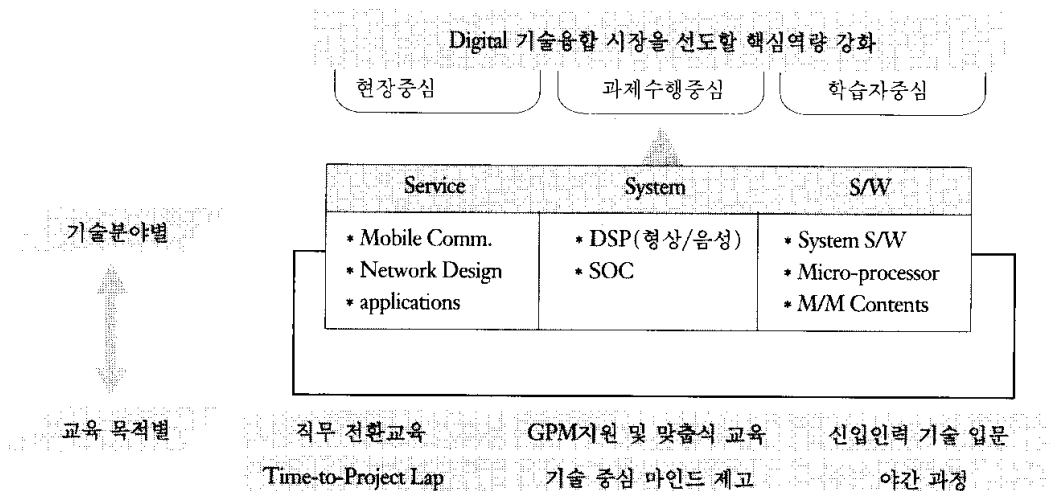 Digital 기술융합 시장을 선도할 핵심역량 강화
현장중심 과제수행중심 학습자중심
Service System S/W
기술분야별
* Mobile Comm. * DSP(형상/음성) * System S/W
* Network Design * SOC * Micro-processor
* applications * M/M Contents
교육 목적별 직무 전환교육 GPM지원 및 맞춤식 교육 신입인력 기술 입문
Time-to-Project Lap 기술 중심 마인드 제고 야간 과정